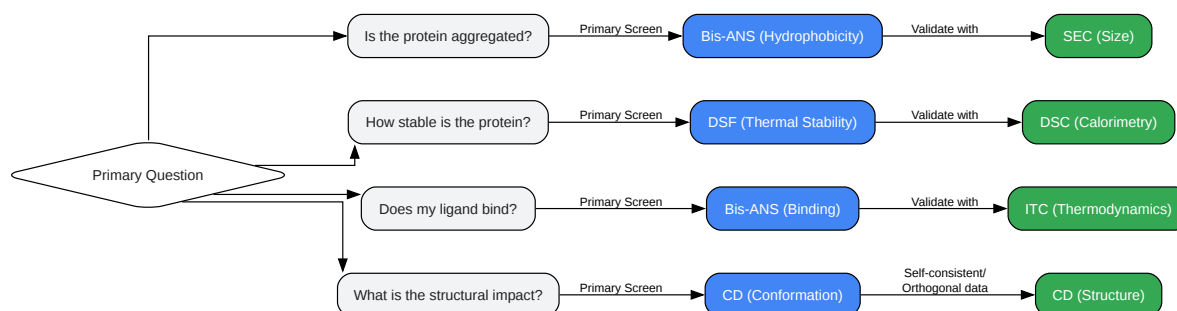 Is the protein aggregated?
Primary Screen
Bis-ANS (Hydrophobicity)
Validate with
SEC (Size)
How stable is the protein?
Primary Screen
DSF (Thermal Stability)
Validate with
DSC (Calorimetry)
Primary Question
Does my ligand bind?
Primary Screen
Bis-ANS (Binding)
Validate with
ITC (Thermodynamics)
What is the structural impact?
Primary Screen
CD (Conformation)
Self-consistent/
Orthogonal data
CD (Structure)